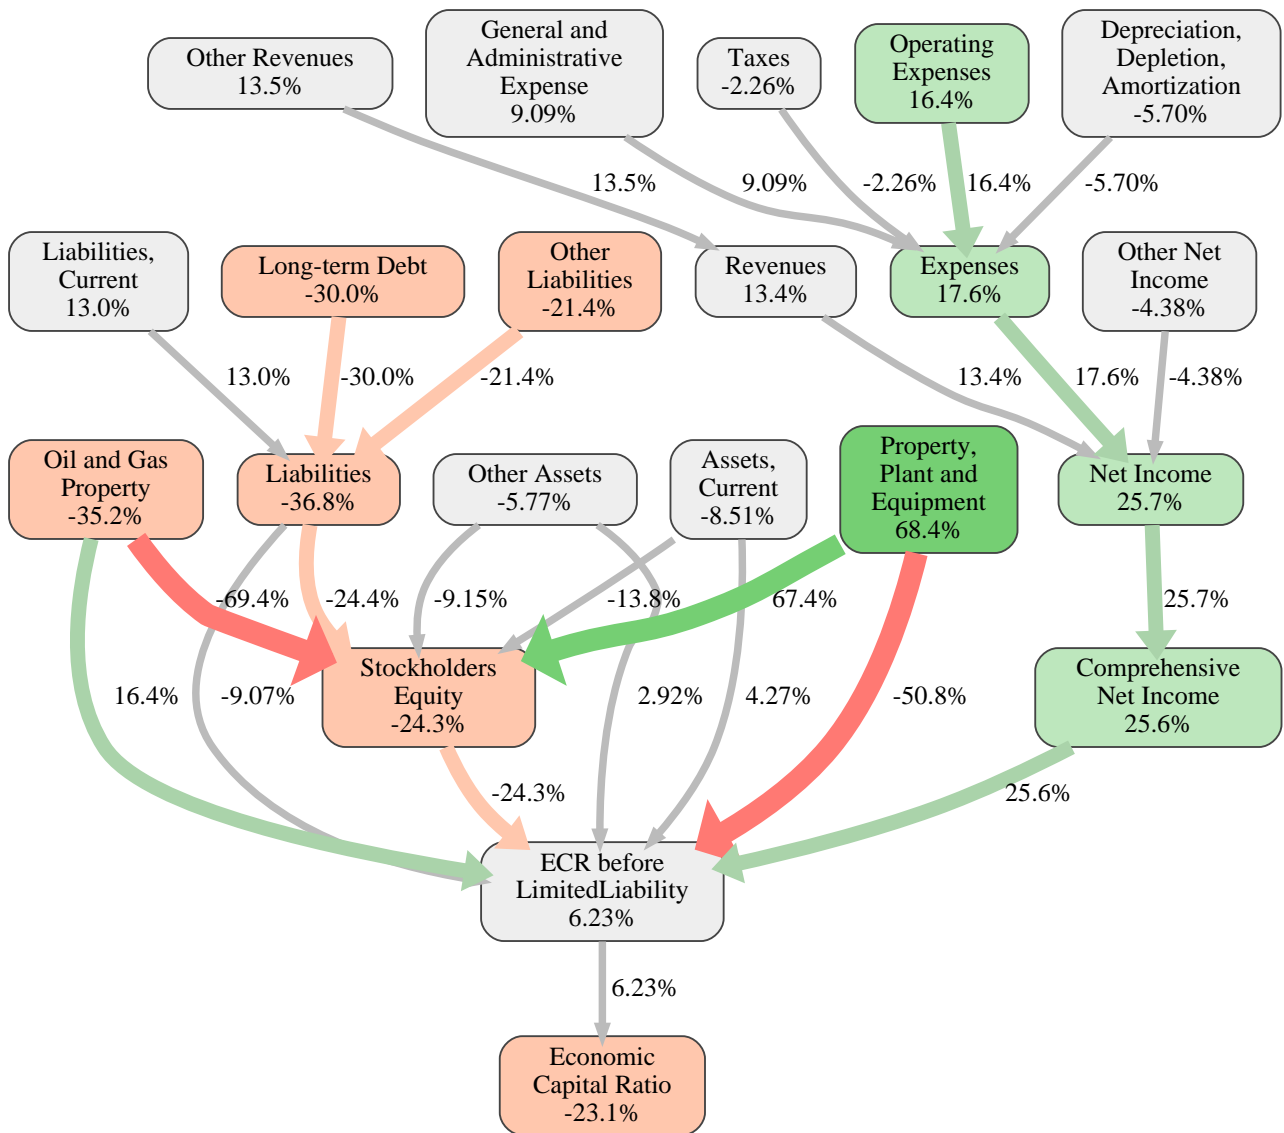 Other Revenues
13.5%
General and
Administrative
Expense
9.09%
Taxes
-2.26%
Operating
Expenses
16.4%
Depreciation,
Depletion,
Amortization
-5.70%
13.5%
9.09%
-2.26%
16.4%
-5.70%
Liabilities,
Current
13.0%
Long-term Debt
-30.0%
Other
Liabilities
-21.4%
Revenues
13.4%
Expenses
17.6%
Other Net
Income
-4.38%
13.0%
-30.0%
-21.4%
13.4%
17.6%
-4.38%
Oil and Gas
Property
-35.2%
Liabilities
-36.8%
Other Assets
-5.77%
Assets,
Current
-8.51%
Property,
Plant and
Equipment
68.4%
Net Income
25.7%
-69.4%
-24.4%
-9.15%
-13.8%
67.4%
25.7%
Stockholders
Equity
-24.3%
Comprehensive
Net Income
25.6%
16.4%
-9.07%
2.92%
4.27%
-50.8%
-24.3%
25.6%
ECR before
LimitedLiability
6.23%
6.23%
Economic
Capital Ratio
-23.1%